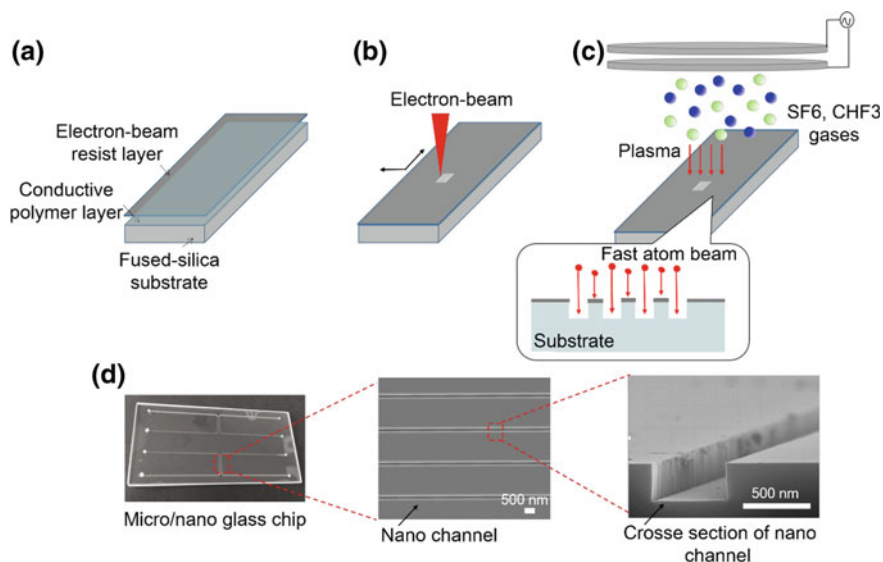 (a)
Electron-beam
resist layer
Conductive
polymer layer
Fused-silica
substrate
(b)
Electron-beam
(c)
SF6, CHF3
gases
Plasma
Fast atom beam
Substrate
(d)
Micro/nano glass chip
500 nm
Nano channel
500 nm
Crosse section of nano
channel